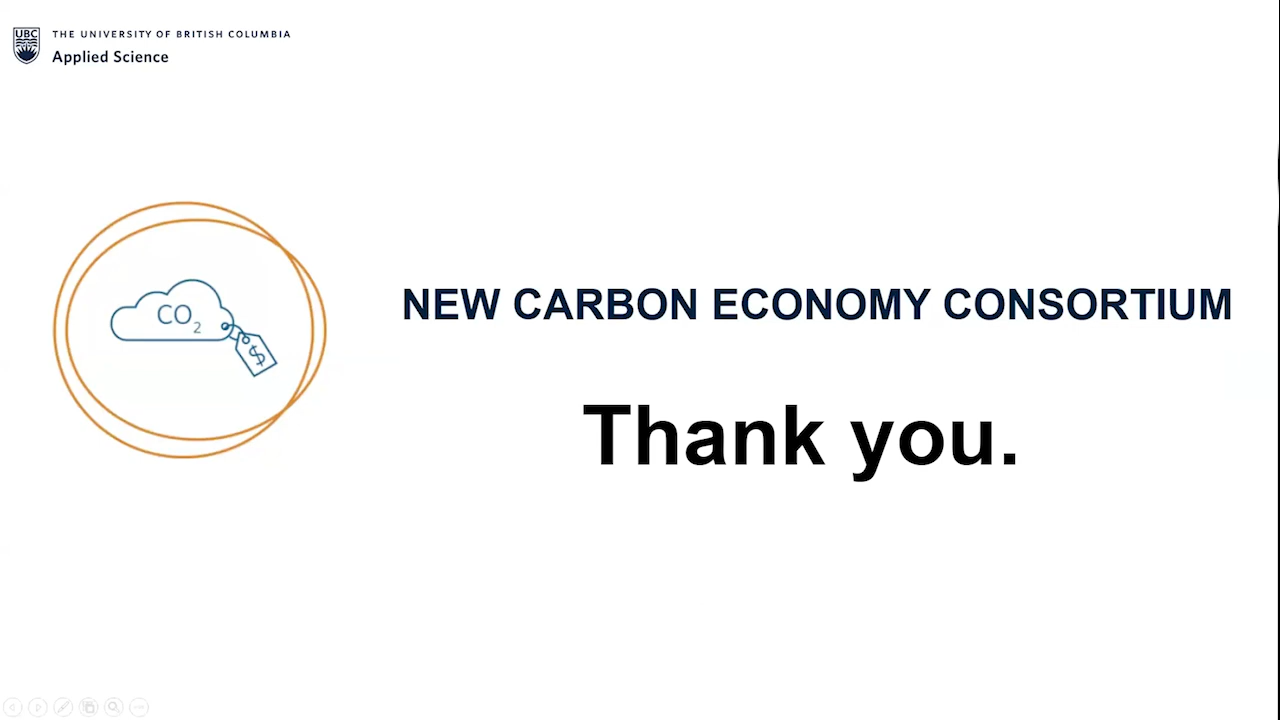 UBC
THE UNIVERSITY OF BRITISH COLUMBIA
Applied Science
CO2
$
NEW CARBON ECONOMY CONSORTIUM
Thank you.